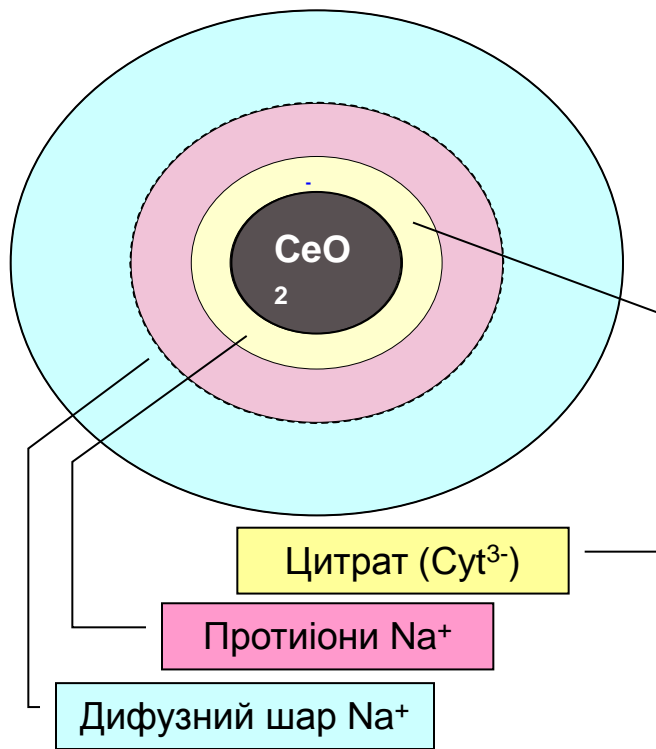 -
CeO
2
Цитрат (Cyt³⁻)
Протиіони Na⁺
Дифузний шар Na⁺